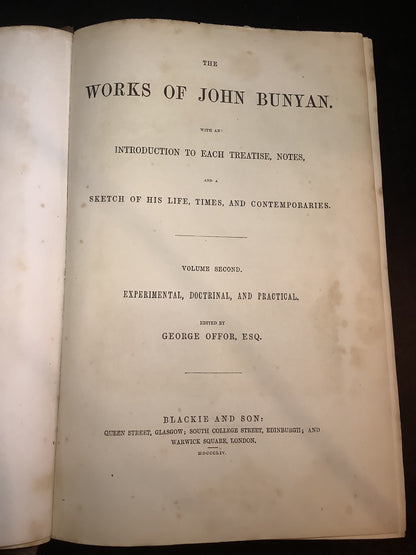 THE
WORKS OF JOHN BUNYAN.
WITH AN
INTRODUCTION TO EACH TREATISE, NOTES,
AND A
SKETCH OF HIS LIFE, TIMES, AND CONTEMPORARIES.
VOLUME SECOND.
EXPERIMENTAL, DOCTRINAL, AND PRACTICAL.
EDITED BY
GEORGE OFFOR, ESQ.
BLACKIE AND SON:
QUEEN STREET, GLASGOW; SOUTH COLLEGE STREET, EDINBURGH; AND
WARWICK SQUARE, LONDON.
MDCCCLIV.